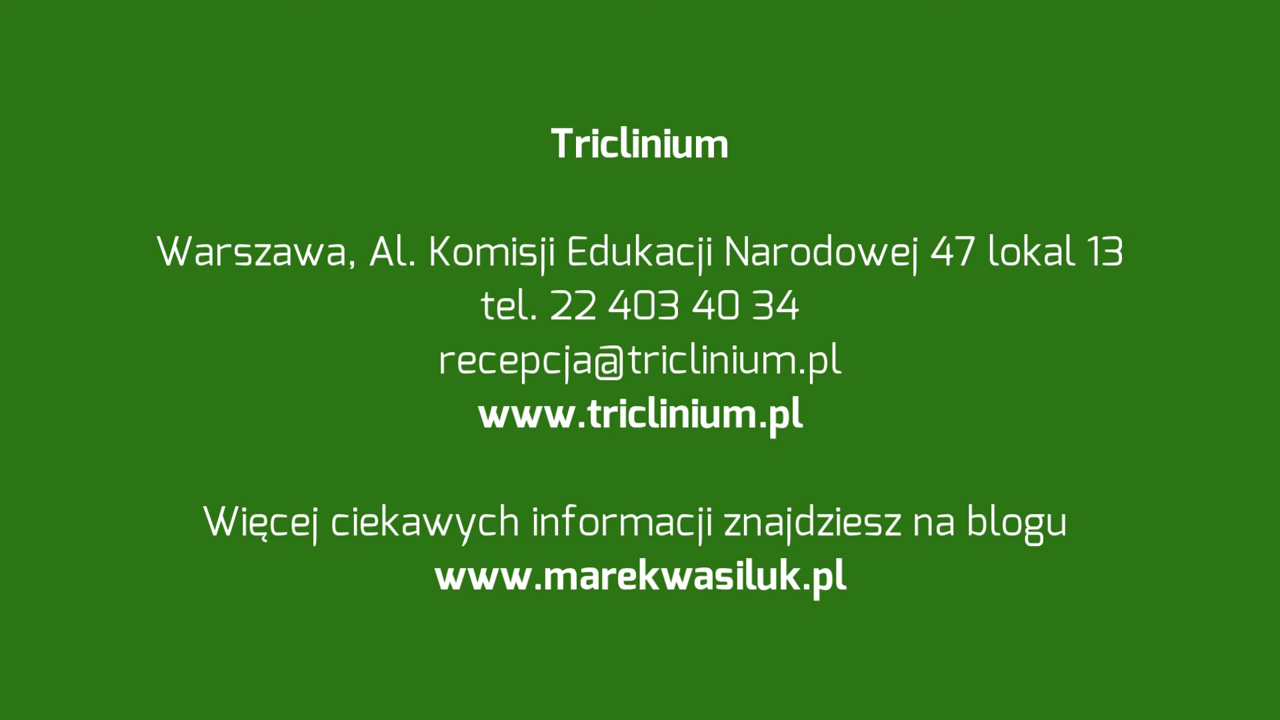 Triclinium
Warszawa, Al. Komisji Edukacji Narodowej 47 lokal 13
tel. 22 403 40 34
recepcja@triclinium.pl
www.triclinium.pl
Więcej ciekawych informacji znajdziesz na blogu
www.marekwasiluk.pl